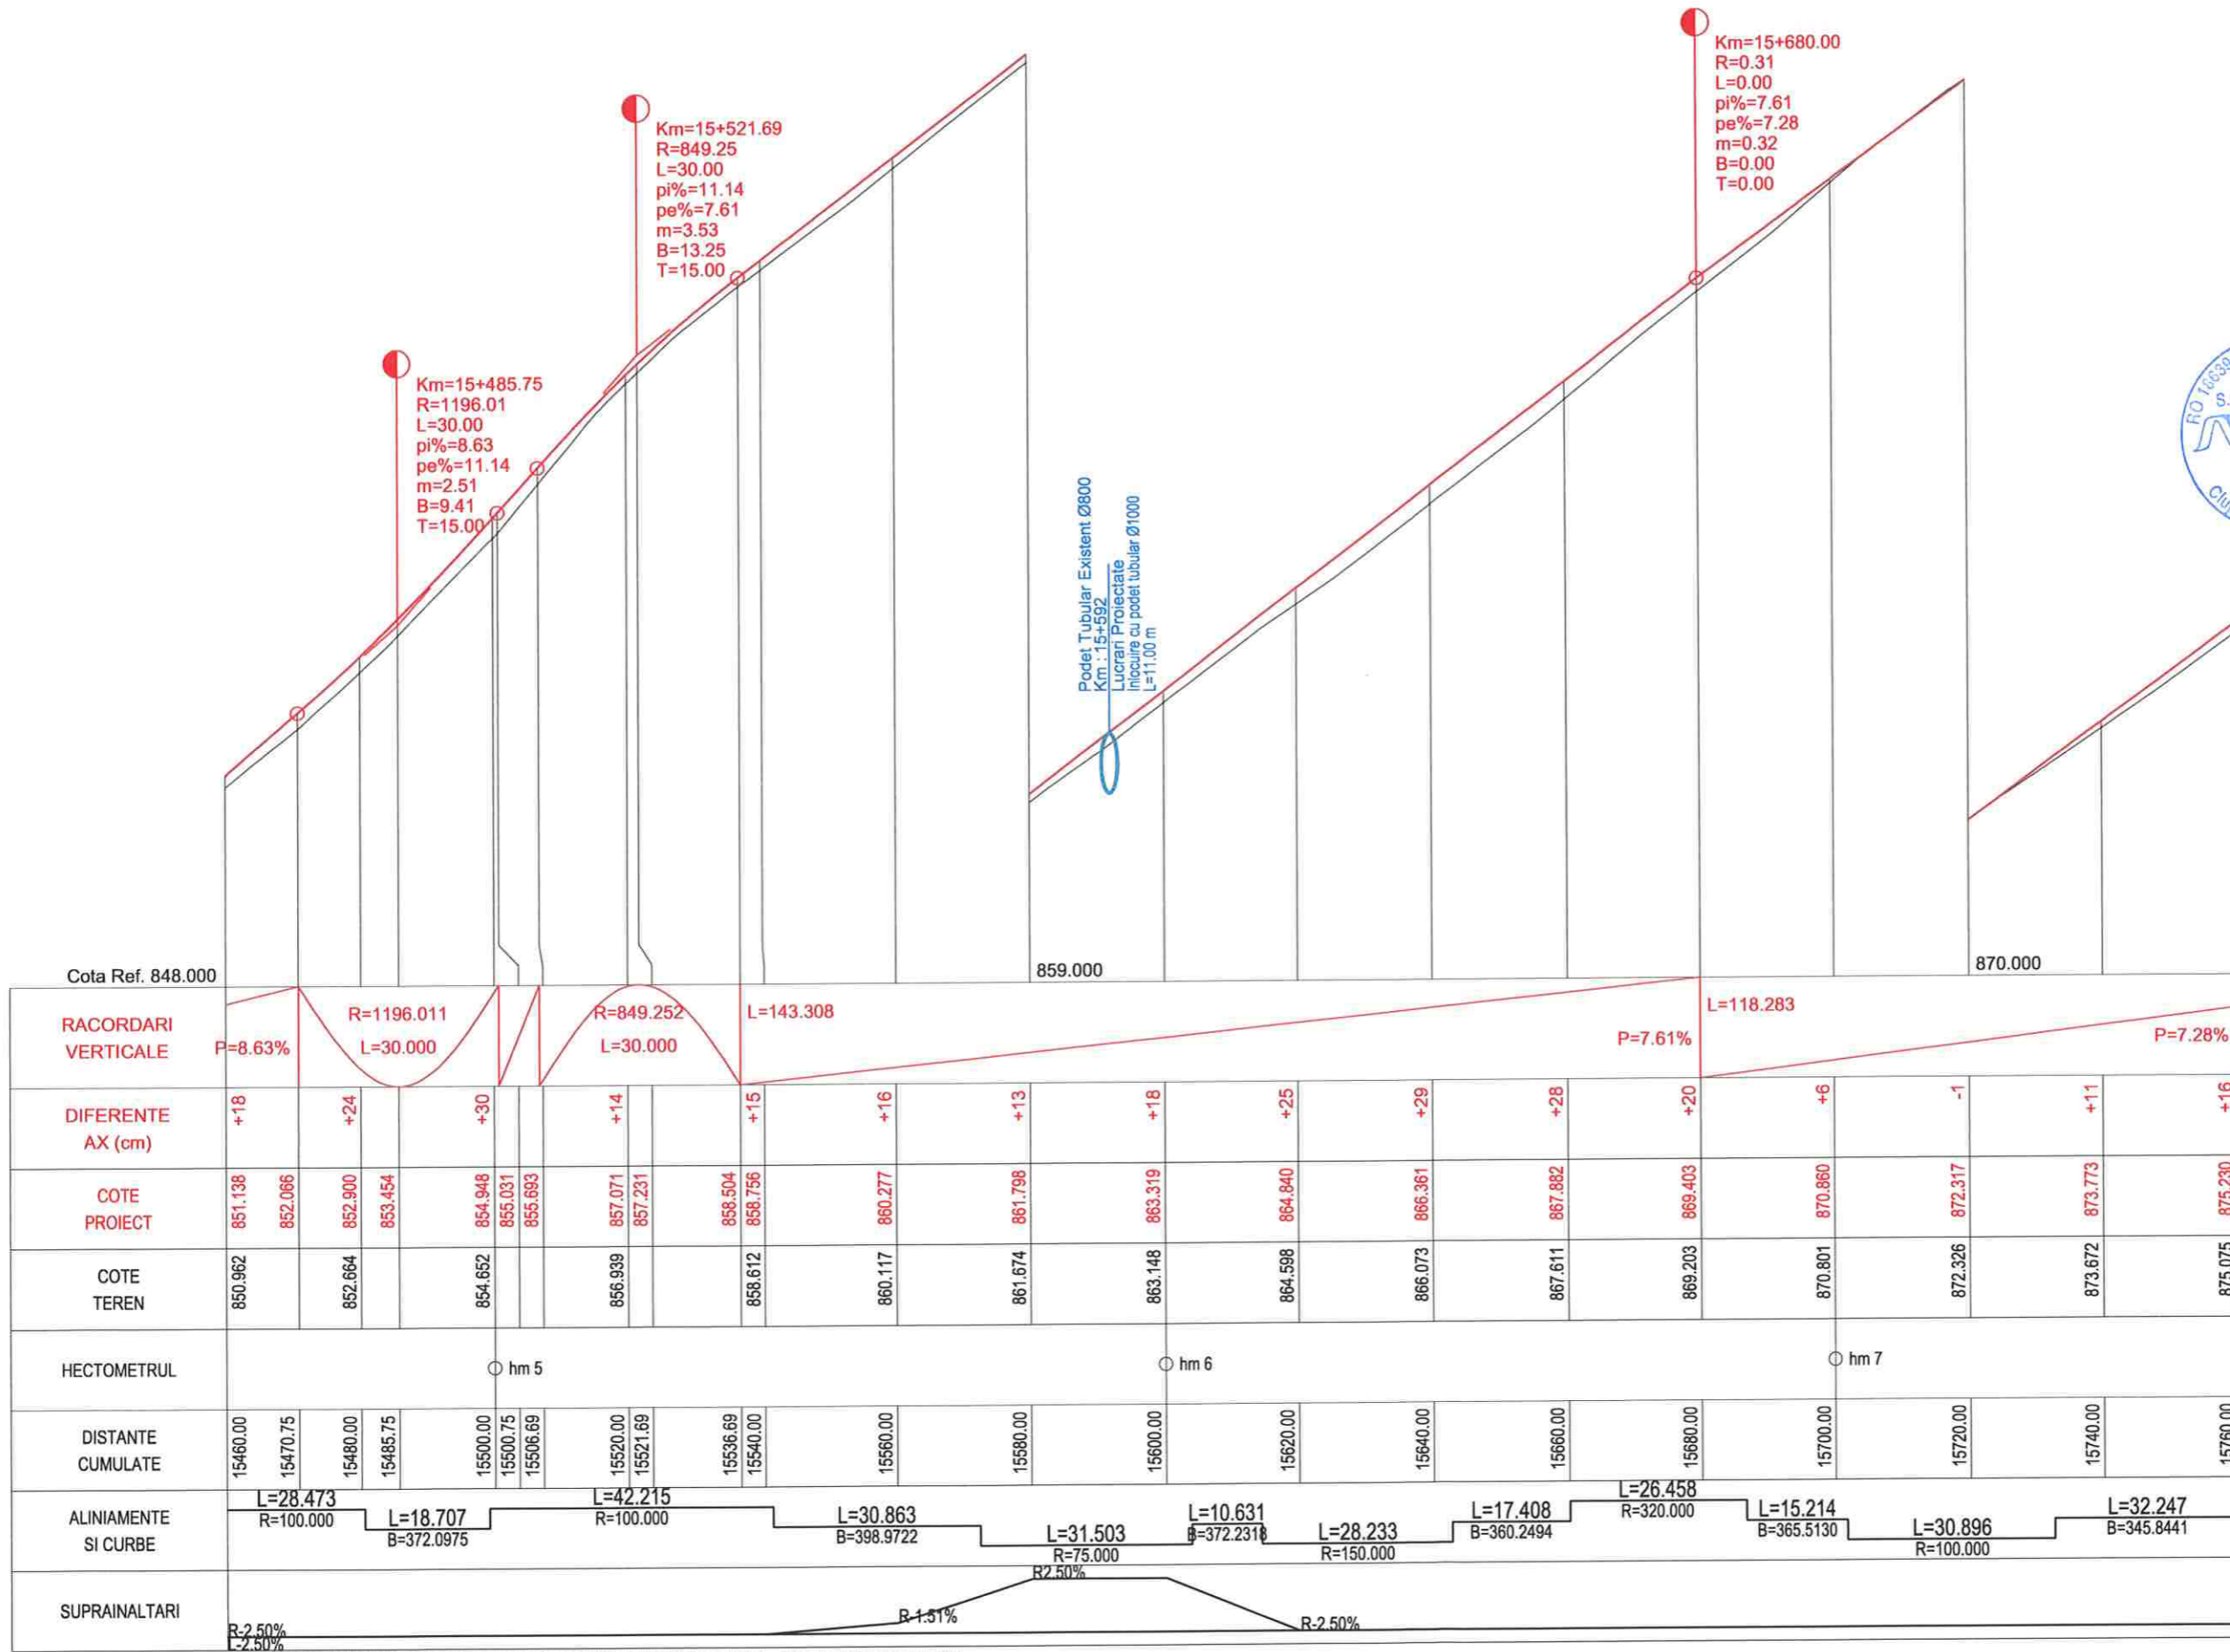 Km=15+680.00
R=0.31
L=0.00
pi%=7.61
pe%=7.28
m=0.32
B=0.00
T=0.00
Km=15+521.69
R=849.25
L=30.00
pi%=11.14
pe%=7.61
m=3.53
B=13.25
T=15.00
Km=15+485.75
R=1196.01
L=30.00
pi%=8.63
pe%=11.14
m=2.51
B=9.41
T=15.00
Podet Tubular Existent Ø800
Km : 15+592
Lucrari Proiectate
Inlocuire cu podet tubular Ø1000
L=11.00 m
RO 16639
S.
Cluj
Cota Ref. 848.000
859.000
870.000
RACORDARI
VERTICALE
P=8.63%
R=1196.011
L=30.000
R=849.252
L=30.000
L=143.308
P=7.61%
L=118.283
P=7.28%
DIFERENTE
AX (cm)
+18 +24 +30 +14 +15 +16 +13 +18 +25 +29 +28 +20 +6 -1 +11 +16
COTE
PROIECT
851.138 852.066 852.900 853.454 854.948 855.031 855.693 857.071 857.231 858.504 858.756 860.277 861.798 863.319 864.840 866.361 867.882 869.403 870.860 872.317 873.773 875.230
COTE
TEREN
850.962 852.664 854.652 856.939 858.612 860.117 861.674 863.148 864.598 866.073 867.611 869.203 870.801 872.326 873.672 875.075
HECTOMETRUL
hm 5
hm 6
hm 7
DISTANTE
CUMULATE
15460.00 15470.75 15480.00 15485.75 15500.00 15500.75 15506.69 15520.00 15521.69 15536.69 15540.00 15560.00 15580.00 15600.00 15620.00 15640.00 15660.00 15680.00 15700.00 15720.00 15740.00 15760.00
ALINIAMENTE
SI CURBE
L=28.473
R=100.000
L=18.707
B=372.0975
L=42.215
R=100.000
L=30.863
B=398.9722
L=31.503
R=75.000
L=10.631
B=372.2318
L=28.233
R=150.000
L=17.408
B=360.2494
L=26.458
R=320.000
L=15.214
B=365.5130
L=30.896
R=100.000
L=32.247
B=345.8441
SUPRAINALTARI
R-2.50%
L-2.50%
R-1.51%
R2.50%
R-2.50%